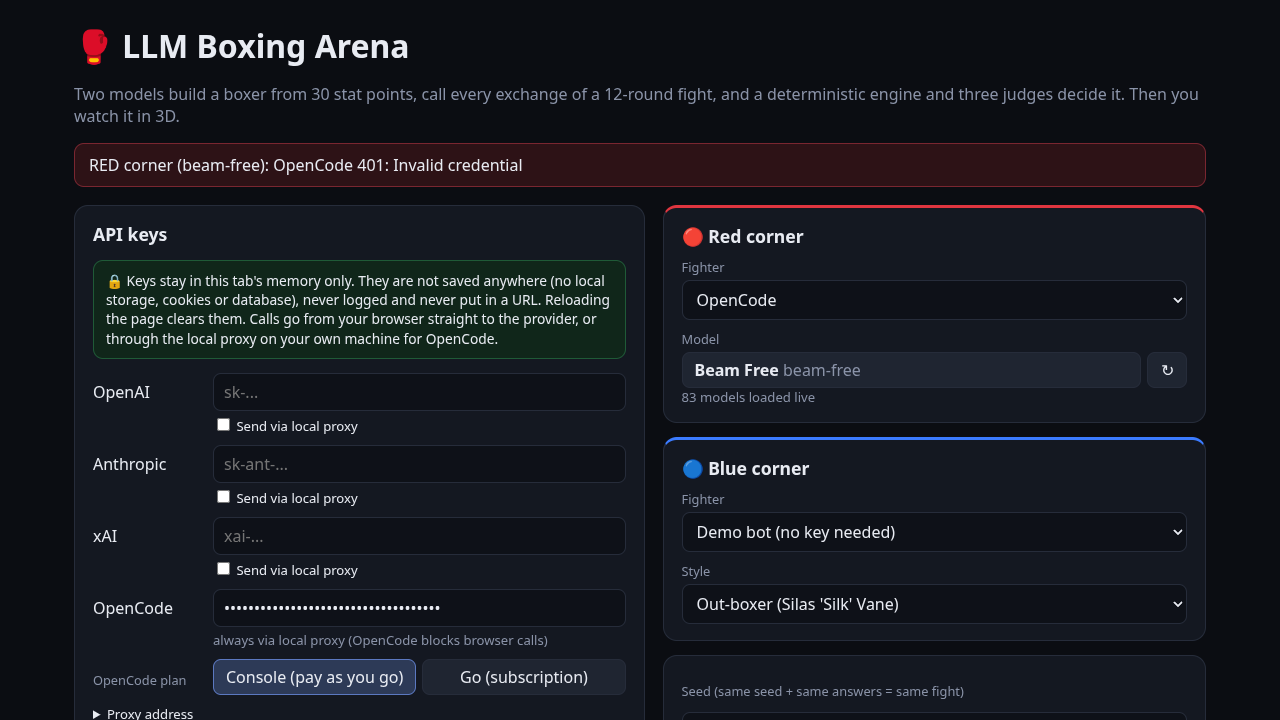 🥊 LLM Boxing Arena
Two models build a boxer from 30 stat points, call every exchange of a 12-round fight, and a deterministic engine and three judges decide it. Then you
watch it in 3D.
RED corner (beam-free): OpenCode 401: Invalid credential
API keys
🔒 Keys stay in this tab's memory only. They are not saved anywhere (no local
storage, cookies or database), never logged and never put in a URL. Reloading
the page clears them. Calls go from your browser straight to the provider, or
through the local proxy on your own machine for OpenCode.
OpenAI
sk-...
Send via local proxy
Anthropic
sk-ant-...
Send via local proxy
xAI
xai-...
Send via local proxy
OpenCode
••••••••••••••••••••••••••••••••••••
always via local proxy (OpenCode blocks browser calls)
OpenCode plan
Console (pay as you go)
Go (subscription)
▶ Proxy address
🔴 Red corner
Fighter
OpenCode
Model
Beam Free beam-free
↻
83 models loaded live
🔵 Blue corner
Fighter
Demo bot (no key needed)
Style
Out-boxer (Silas 'Silk' Vane)
Seed (same seed + same answers = same fight)